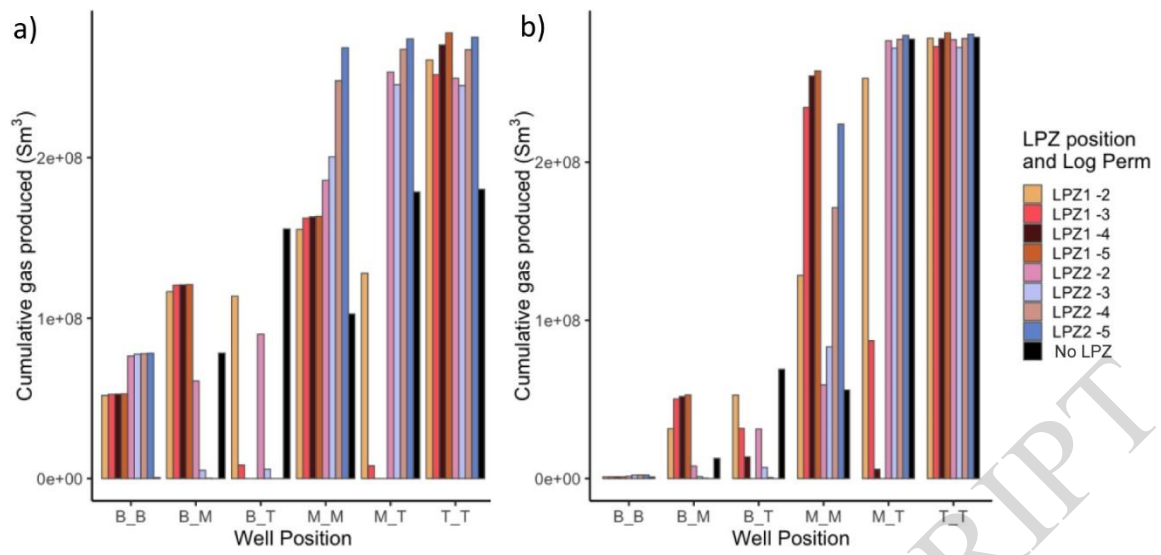 a)
Cumulative gas produced (Sm³)
2e+08
1e+08
0e+00
B_B B_M B_T M_M M_T T_T
Well Position
b)
Cumulative gas produced (Sm³)
2e+08
1e+08
0e+00
B_B B_M B_T M_M M_T T_T
Well Position
LPZ position
and Log Perm
LPZ1 -2
LPZ1 -3
LPZ1 -4
LPZ1 -5
LPZ2 -2
LPZ2 -3
LPZ2 -4
LPZ2 -5
No LPZ
RIPT